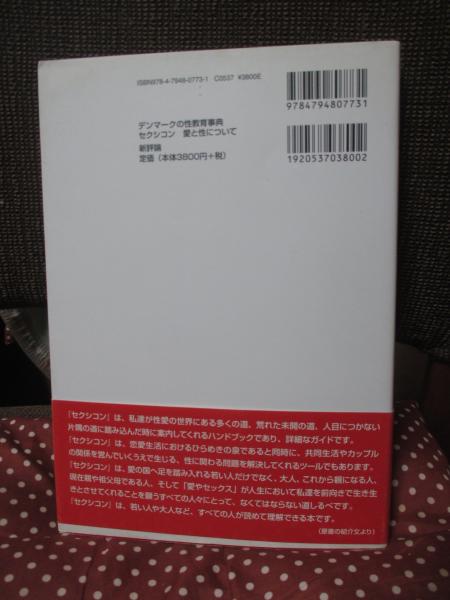 ISBN978-4-7948-0773-1 C0537 ¥3800E
9784794807731
デンマークの性教育事典
セクシコン 愛と性について
新評論
定価(本体3800円+税)
1920537038002
『セクシコン』は、私達が性愛の世界にある多くの道、荒れた未開の道、人目につかない
片隅の道に踏み込んだ時に案内してくれるハンドブックであり、詳細なガイドです。
『セクシコン』は、恋愛生活におけるひらめきの泉であると同時に、共同生活やカップル
の関係を営んでいくうえで生じる、性に関わる問題を解決してくれるツールでもあります。
『セクシコン』は、愛の国へ足を踏み入れる若い人だけでなく、大人、これから親になる人、
現在親や祖父母である人、そして『愛やセックス』が人生において私達を前向きで生き生
きとさせてくれることを願うすべての人々にとって、なくてはならない道しるべです。
『セクシコン』は、若い人や大人など、すべての人が読めて理解できる本です。
(原書の紹介文より)